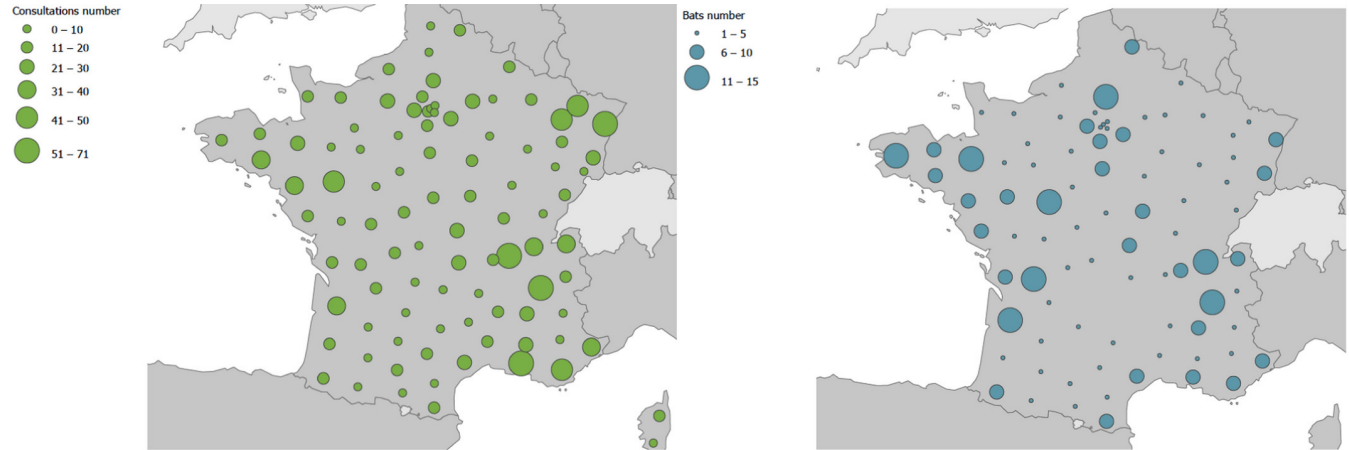 Consultations number
0 – 10
11 – 20
21 – 30
31 – 40
41 – 50
51 – 71
Bats number
1 – 5
6 – 10
11 – 15